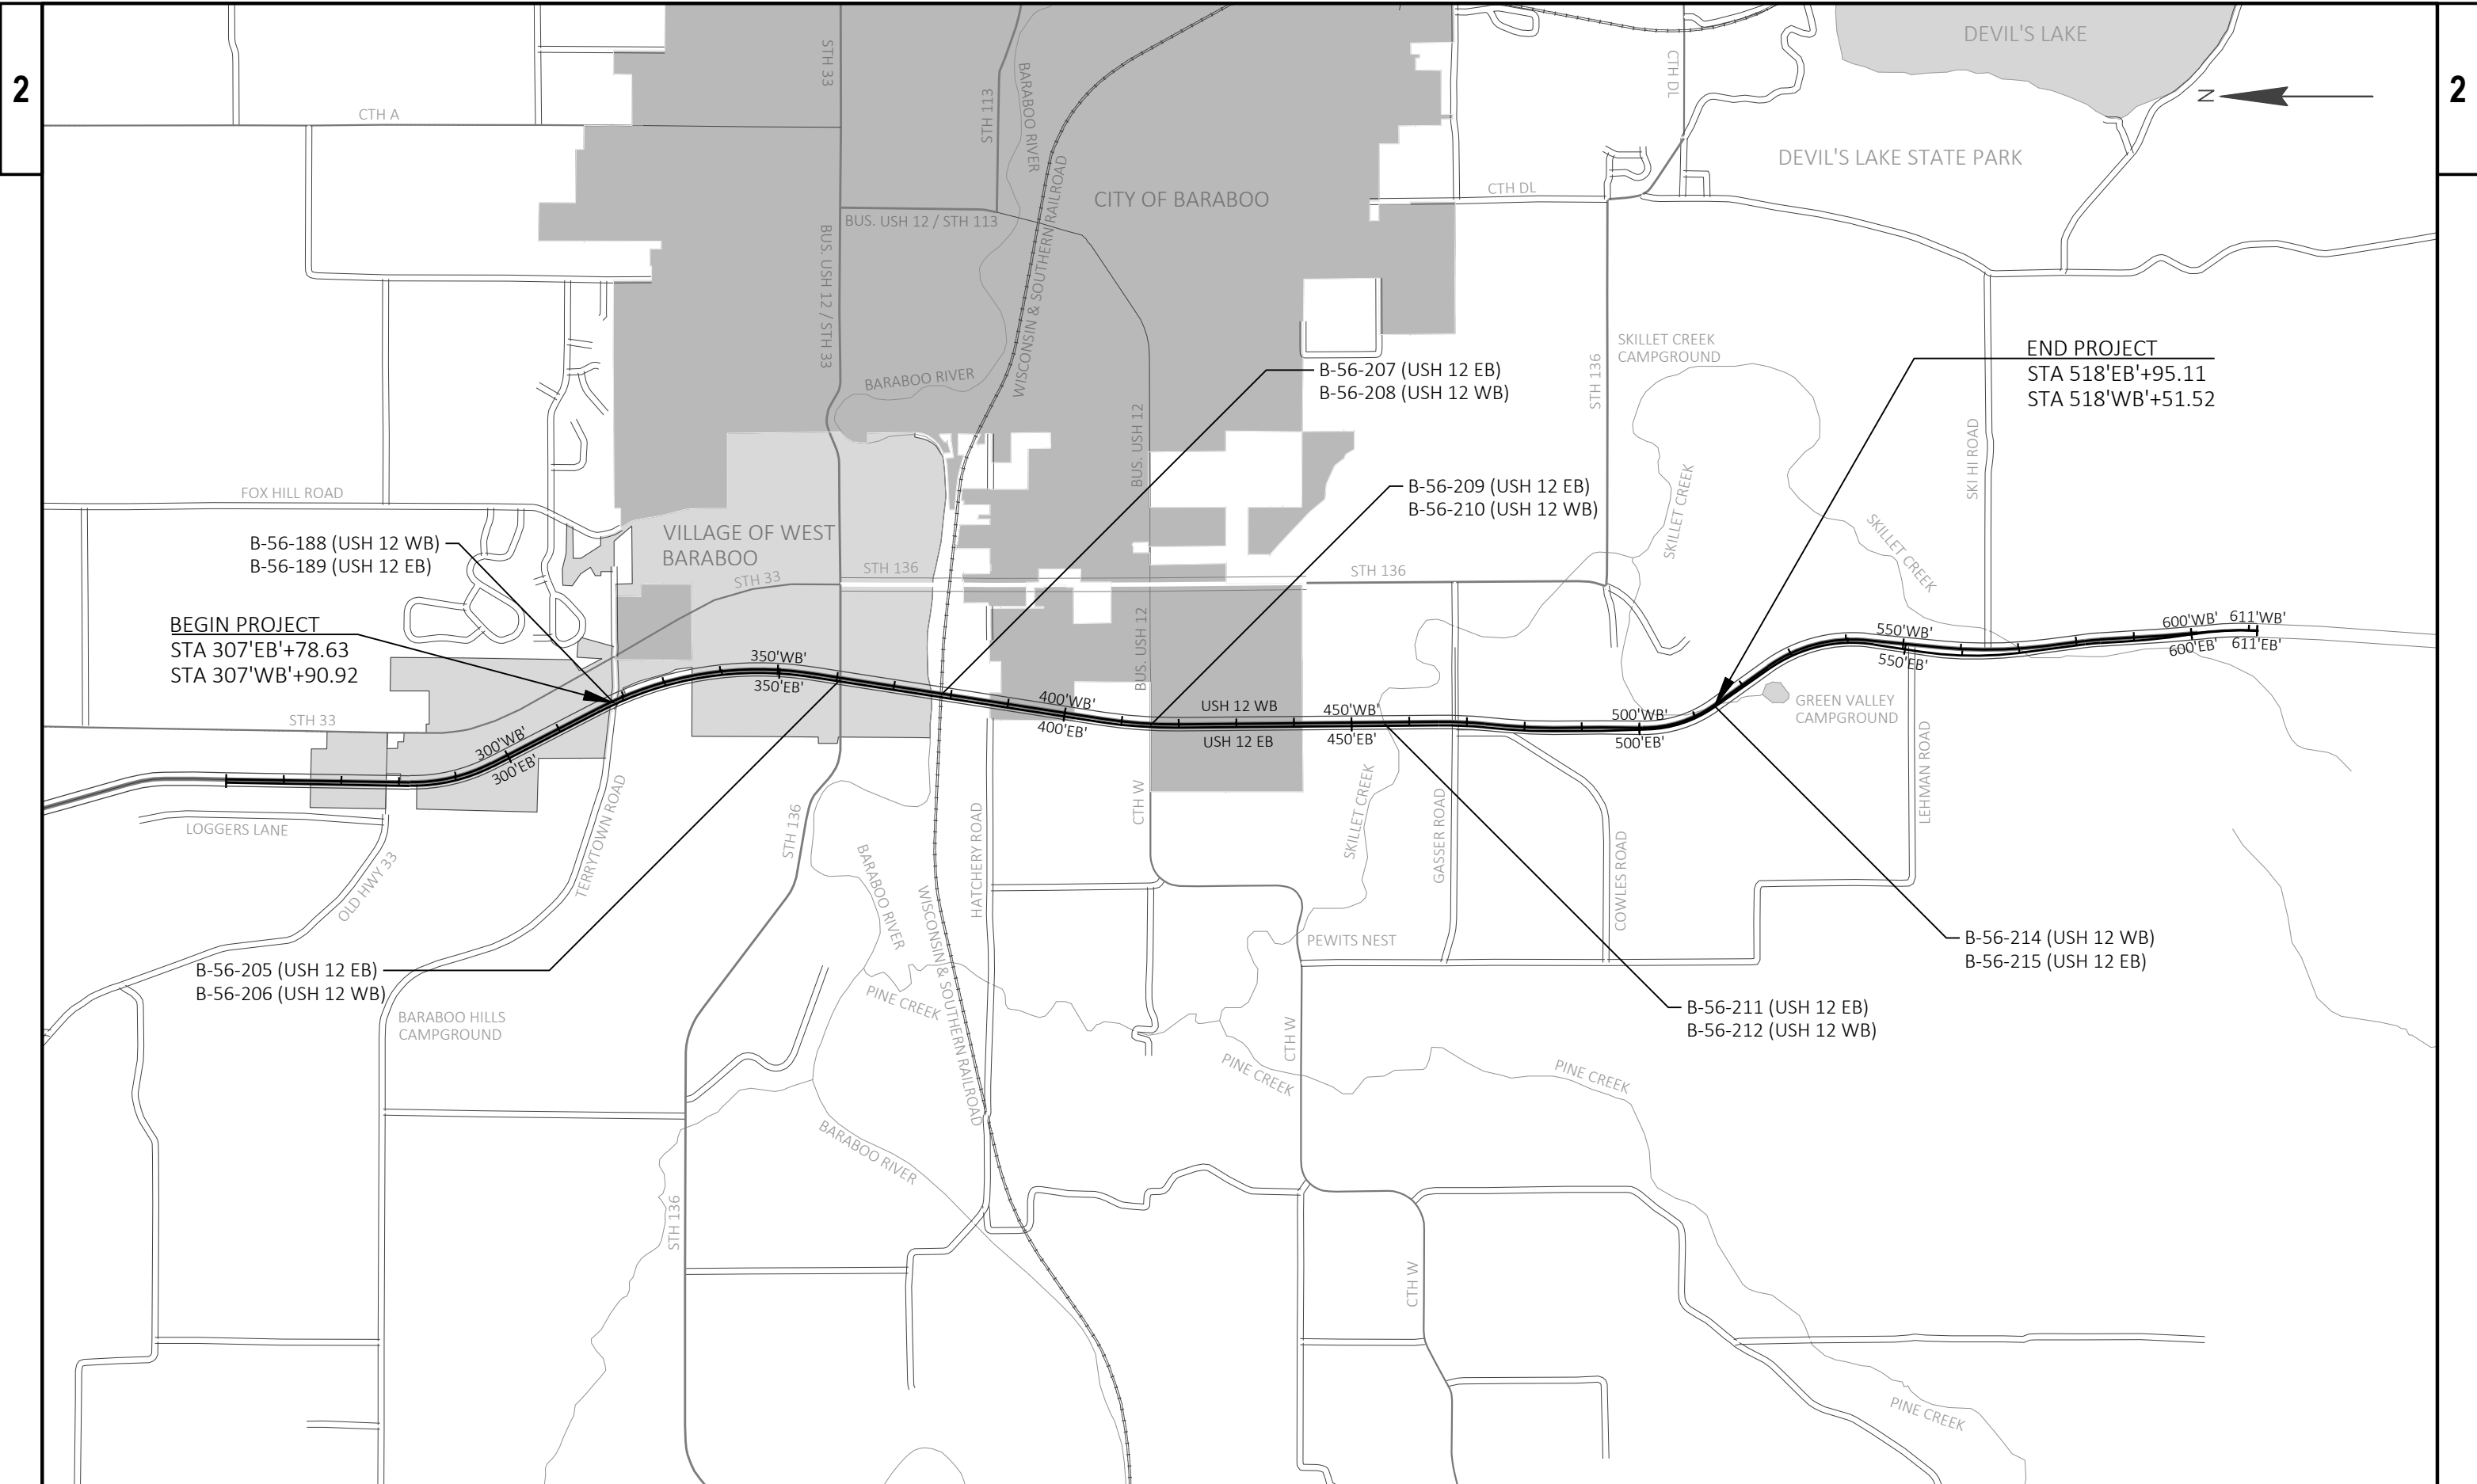 2
2
DEVIL'S LAKE
N
STH 33
STH 113
BARABOO RIVER
CTH DL
CTH A
DEVIL'S LAKE STATE PARK
CTH DL
CITY OF BARABOO
WISCONSIN & SOUTHERN RAILROAD
BUS. USH 12 / STH 113
BUS. USH 12 / STH 33
BARABOO RIVER
SKILLET CREEK
CAMPGROUND
STH 136
END PROJECT
STA 518'EB'+95.11
STA 518'WB'+51.52
B-56-207 (USH 12 EB)
B-56-208 (USH 12 WB)
BUS. USH 12
B-56-209 (USH 12 EB)
B-56-210 (USH 12 WB)
SKI HI ROAD
SKILLET CREEK
SKILLET CREEK
FOX HILL ROAD
VILLAGE OF WEST
BARABOO
B-56-188 (USH 12 WB)
B-56-189 (USH 12 EB)
STH 33
STH 136
STH 136
BEGIN PROJECT
STA 307'EB'+78.63
STA 307'WB'+90.92
BUS. USH 12
350'WB'
350'EB'
400'WB'
400'EB'
USH 12 WB
USH 12 EB
450'WB'
450'EB'
500'WB'
500'EB'
550'WB'
550'EB'
600'WB'
600'EB'
611'WB'
611'EB'
GREEN VALLEY
CAMPGROUND
STH 33
300'WB'
300'EB'
LOGGERS LANE
OLD HWY 33
TERRYTOWN ROAD
STH 136
BARABOO RIVER
HATCHERY ROAD
CTH W
SKILLET CREEK
GASSER ROAD
COWLES ROAD
LEHMAN ROAD
PEWITS NEST
B-56-214 (USH 12 WB)
B-56-215 (USH 12 EB)
B-56-205 (USH 12 EB)
B-56-206 (USH 12 WB)
WISCONSIN & SOUTHERN RAILROAD
PINE CREEK
BARABOO HILLS
CAMPGROUND
CTH W
B-56-211 (USH 12 EB)
B-56-212 (USH 12 WB)
PINE CREEK
PINE CREEK
BARABOO RIVER
STH 136
CTH W
PINE CREEK